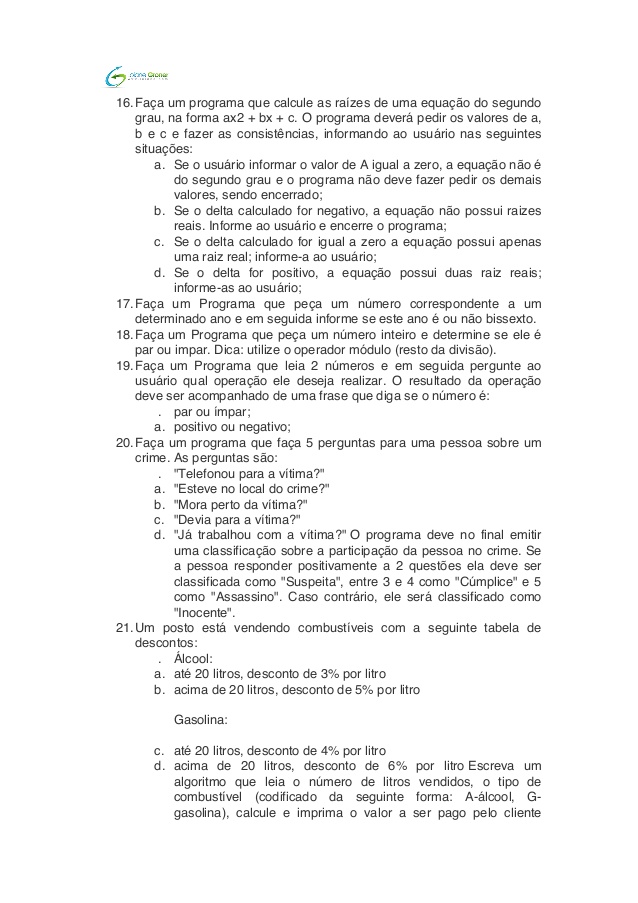 16. Faça um programa que calcule as raízes de uma equação do segundo
grau, na forma ax2 + bx + c. O programa deverá pedir os valores de a,
b e c e fazer as consistências, informando ao usuário nas seguintes
situações:
a. Se o usuário informar o valor de A igual a zero, a equação não é
do segundo grau e o programa não deve fazer pedir os demais
valores, sendo encerrado;
b. Se o delta calculado for negativo, a equação não possui raizes
reais. Informe ao usuário e encerre o programa;
c. Se o delta calculado for igual a zero a equação possui apenas
uma raiz real; informe-a ao usuário;
d. Se o delta for positivo, a equação possui duas raiz reais;
informe-as ao usuário;
17. Faça um Programa que peça um número correspondente a um
determinado ano e em seguida informe se este ano é ou não bissexto.
18. Faça um Programa que peça um número inteiro e determine se ele é
par ou impar. Dica: utilize o operador módulo (resto da divisão).
19. Faça um Programa que leia 2 números e em seguida pergunte ao
usuário qual operação ele deseja realizar. O resultado da operação
deve ser acompanhado de uma frase que diga se o número é:
. par ou ímpar;
a. positivo ou negativo;
20. Faça um programa que faça 5 perguntas para uma pessoa sobre um
crime. As perguntas são:
. "Telefonou para a vítima?"
a. "Esteve no local do crime?"
b. "Mora perto da vítima?"
c. "Devia para a vítima?"
d. "Já trabalhou com a vítima?" O programa deve no final emitir
uma classificação sobre a participação da pessoa no crime. Se
a pessoa responder positivamente a 2 questões ela deve ser
classificada como "Suspeita", entre 3 e 4 como "Cúmplice" e 5
como "Assassino". Caso contrário, ele será classificado como
"Inocente".
21. Um posto está vendendo combustíveis com a seguinte tabela de
descontos:
. Álcool:
a. até 20 litros, desconto de 3% por litro
b. acima de 20 litros, desconto de 5% por litro
Gasolina:
c. até 20 litros, desconto de 4% por litro
d. acima de 20 litros, desconto de 6% por litro Escreva um
algoritmo que leia o número de litros vendidos, o tipo de
combustível (codificado da seguinte forma: A-álcool, G-
gasolina), calcule e imprima o valor a ser pago pelo cliente